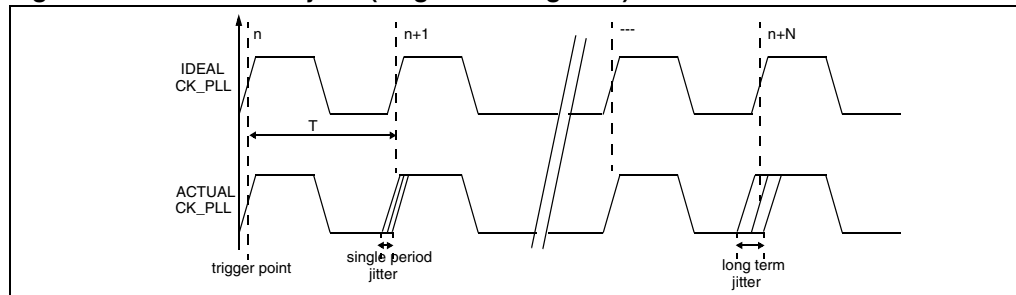 n
n+1
---
n+N
IDEAL
CK_PLL
T
ACTUAL
CK_PLL
trigger point
single period
jitter
long term
jitter